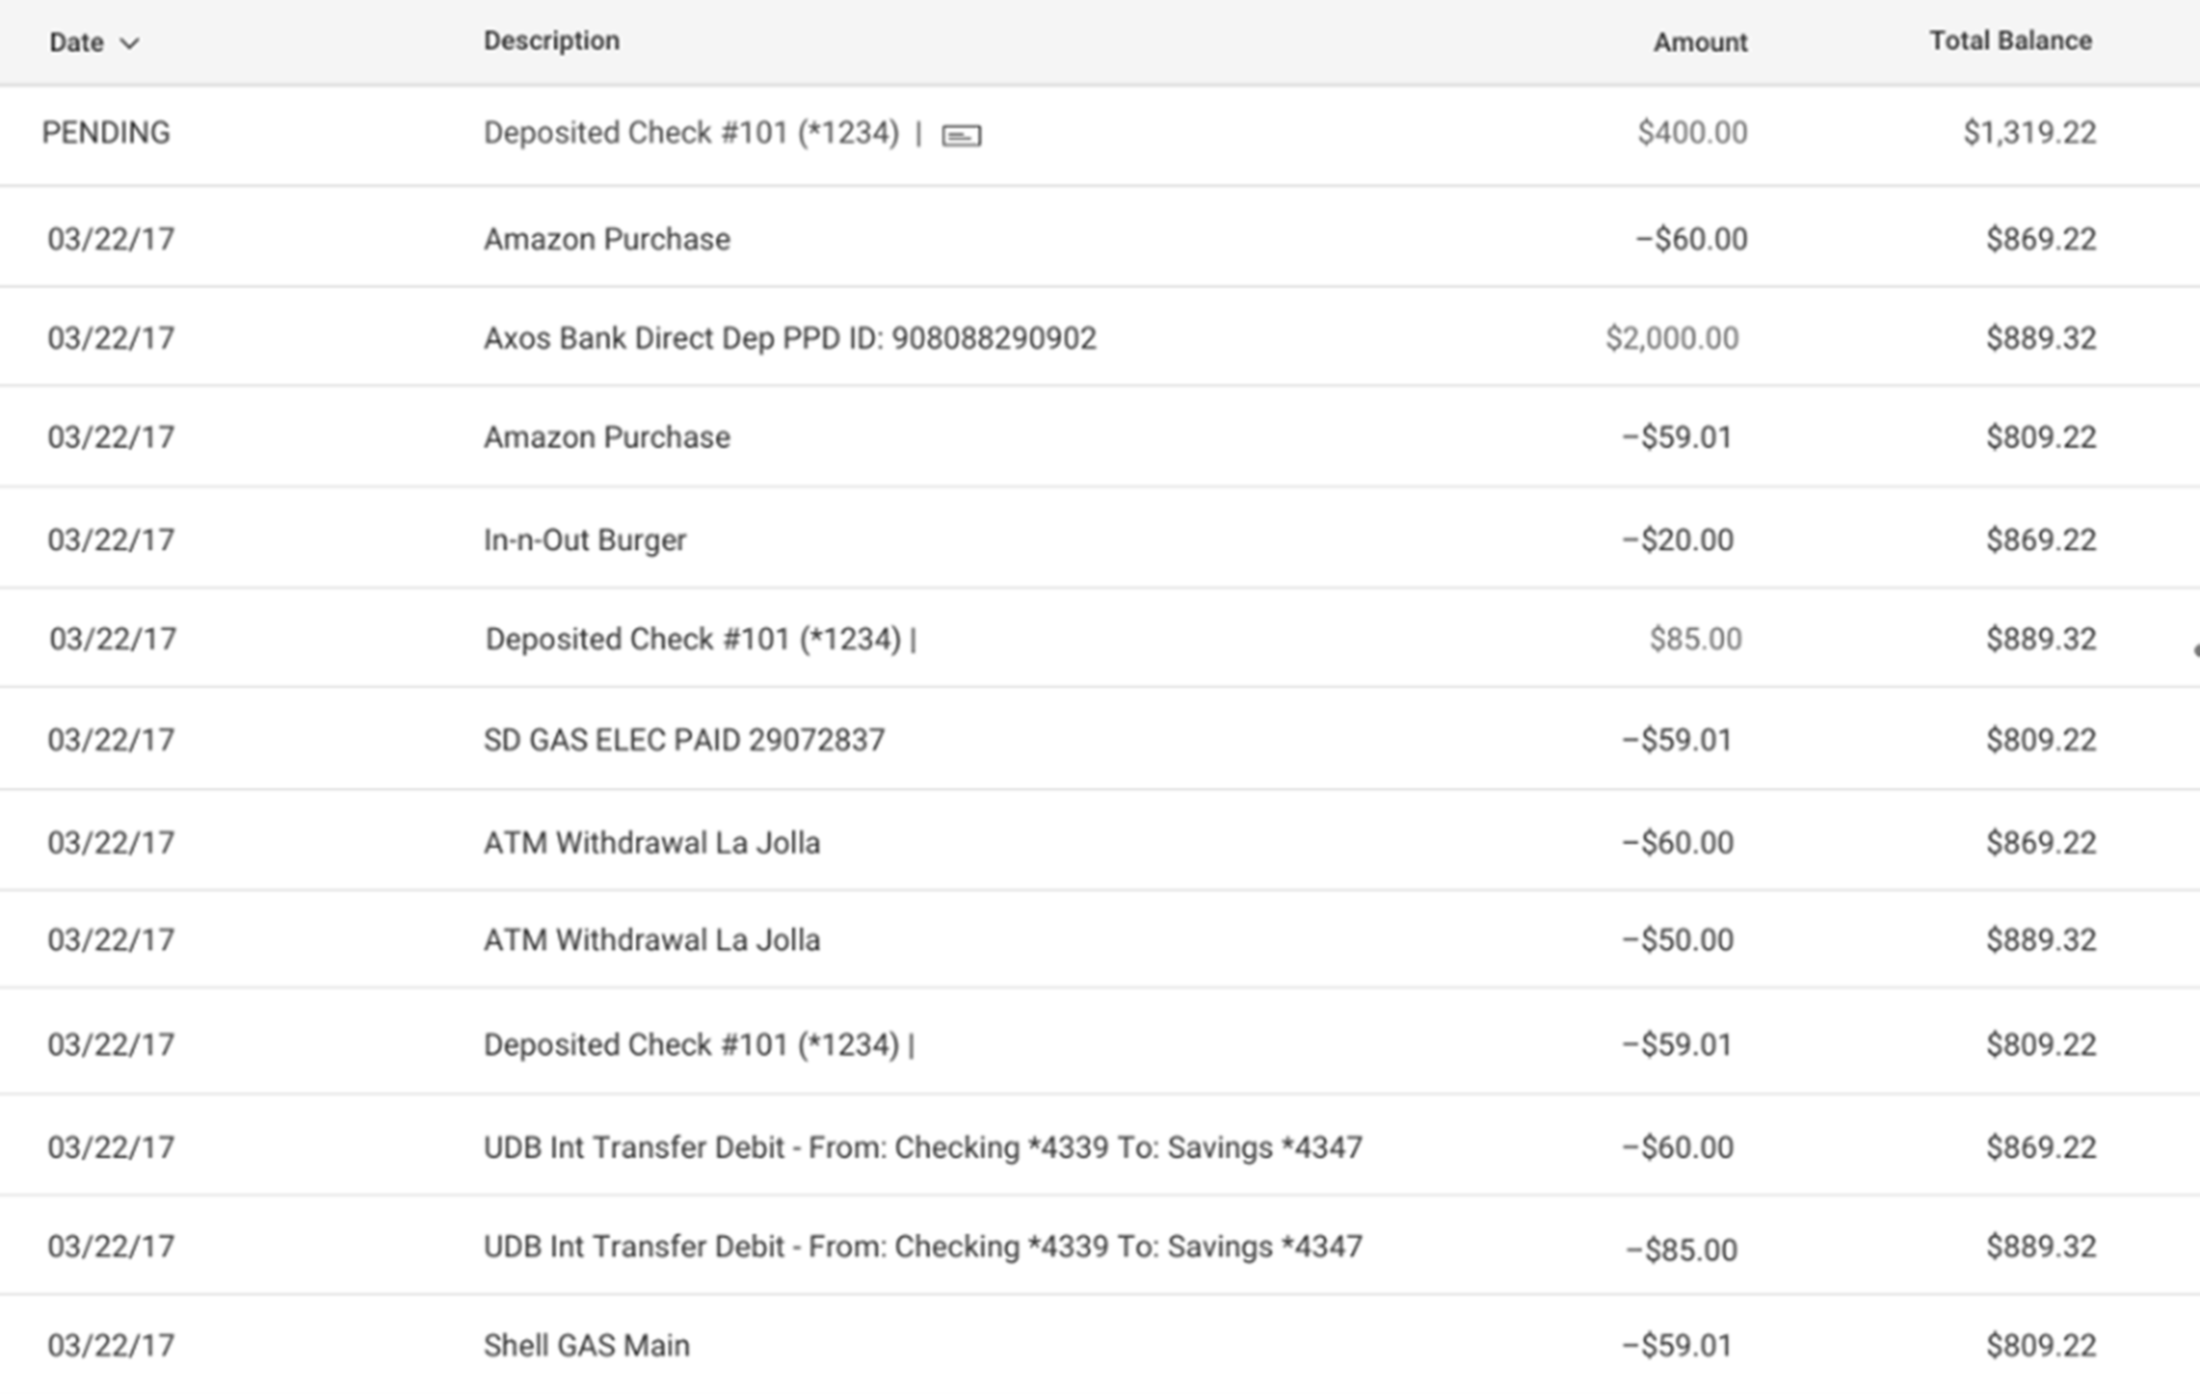 Date Description Amount Total Balance
PENDING Deposited Check #101 (*1234) | $400.00 $1,319.22
03/22/17 Amazon Purchase –$60.00 $869.22
03/22/17 Axos Bank Direct Dep PPD ID: 908088290902 $2,000.00 $889.32
03/22/17 Amazon Purchase –$59.01 $809.22
03/22/17 In-n-Out Burger –$20.00 $869.22
03/22/17 Deposited Check #101 (*1234) | $85.00 $889.32
03/22/17 SD GAS ELEC PAID 29072837 –$59.01 $809.22
03/22/17 ATM Withdrawal La Jolla –$60.00 $869.22
03/22/17 ATM Withdrawal La Jolla –$50.00 $889.32
03/22/17 Deposited Check #101 (*1234) | –$59.01 $809.22
03/22/17 UDB Int Transfer Debit - From: Checking *4339 To: Savings *4347 –$60.00 $869.22
03/22/17 UDB Int Transfer Debit - From: Checking *4339 To: Savings *4347 –$85.00 $889.32
03/22/17 Shell GAS Main –$59.01 $809.22